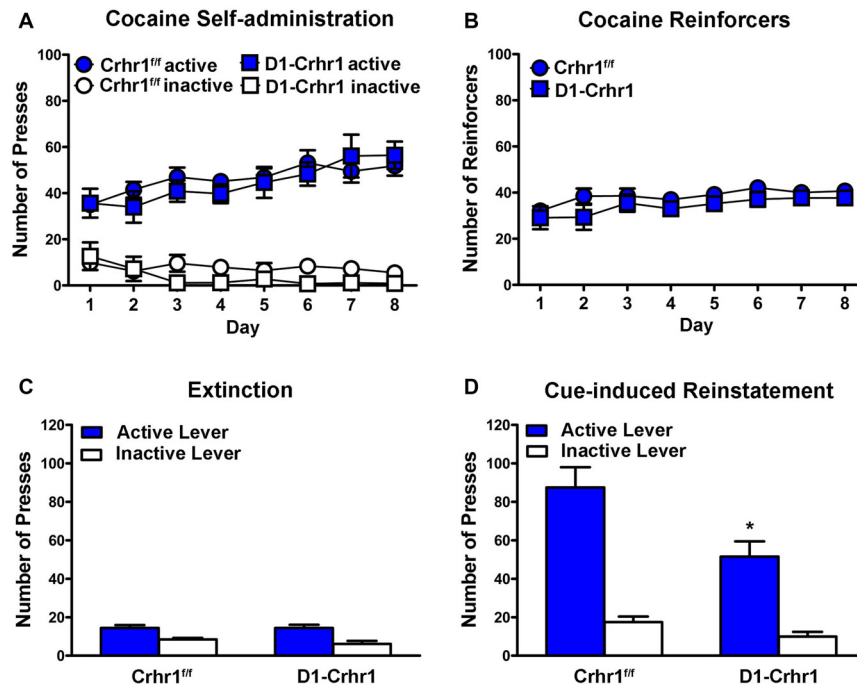 A
Cocaine Self-administration
Number of Presses
100
80
60
40
20
0
Crhr1f/f active
Crhr1f/f inactive
D1-Crhr1 active
D1-Crhr1 inactive
1 2 3 4 5 6 7 8
Day
B
Cocaine Reinforcers
Number of Reinforcers
100
80
60
40
20
0
Crhr1f/f
D1-Crhr1
1 2 3 4 5 6 7 8
Day
C
Extinction
Number of Presses
120
100
80
60
40
20
0
Active Lever
Inactive Lever
Crhr1f/f D1-Crhr1
D
Cue-induced Reinstatement
Number of Presses
120
100
80
60
40
20
0
Active Lever
Inactive Lever
*
Crhr1f/f D1-Crhr1